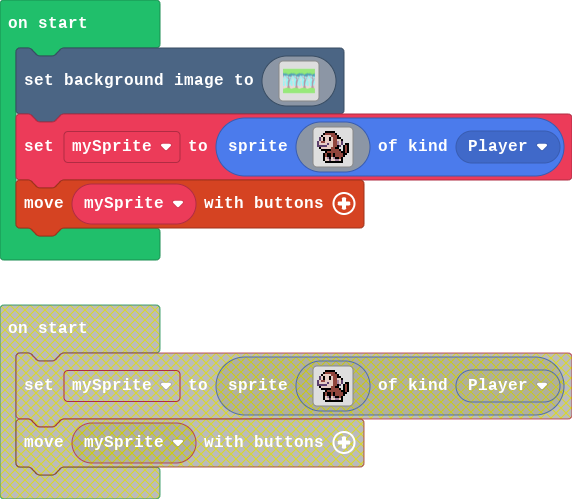 on start
set background image to
set mySprite to sprite of kind Player
move mySprite with buttons
on start
set mySprite to sprite of kind Player
move mySprite with buttons